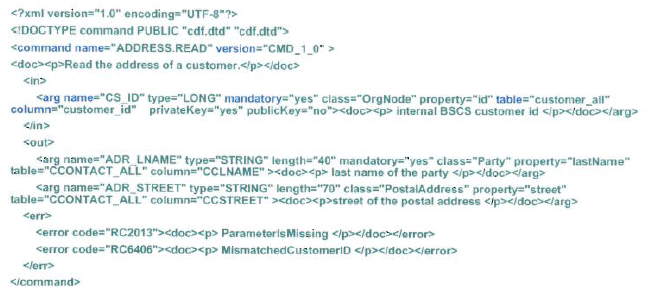 <?xml version="1.0" encoding="UTF-8"?>
<!DOCTYPE command PUBLIC "cdf.dtd" "cdf.dtd">
<command name="ADDRESS.READ" version="CMD_1_0" >
<doc><p>Read the address of a customer.</p></doc>
<in>
<arg name="CS_ID" type="LONG" mandatory="yes" class="OrgNode" property="id" table="customer_all"
column="customer_id" privateKey="yes" publicKey="no"><doc><p> internal BSCS customer id </p></doc></arg>
</in>
<out>
<arg name="ADR_LNAME" type="STRING" length="40" mandatory="yes" class="Party" property="lastName"
table="CCONTACT_ALL" column="CCLNAME" ><doc><p> last name of the party </p></doc></arg>
<arg name="ADR_STREET" type="STRING" length="70" class="PostalAddress" property="street"
table="CCONTACT_ALL" column="CCSTREET" ><doc><p>street of the postal address </p></doc></arg>
<err>
<error code="RC2013"><doc><p> ParameterIsMissing </p></doc></error>
<error code="RC6406"><doc><p> MismatchedCustomerID </p></doc></error>
</err>
</command>